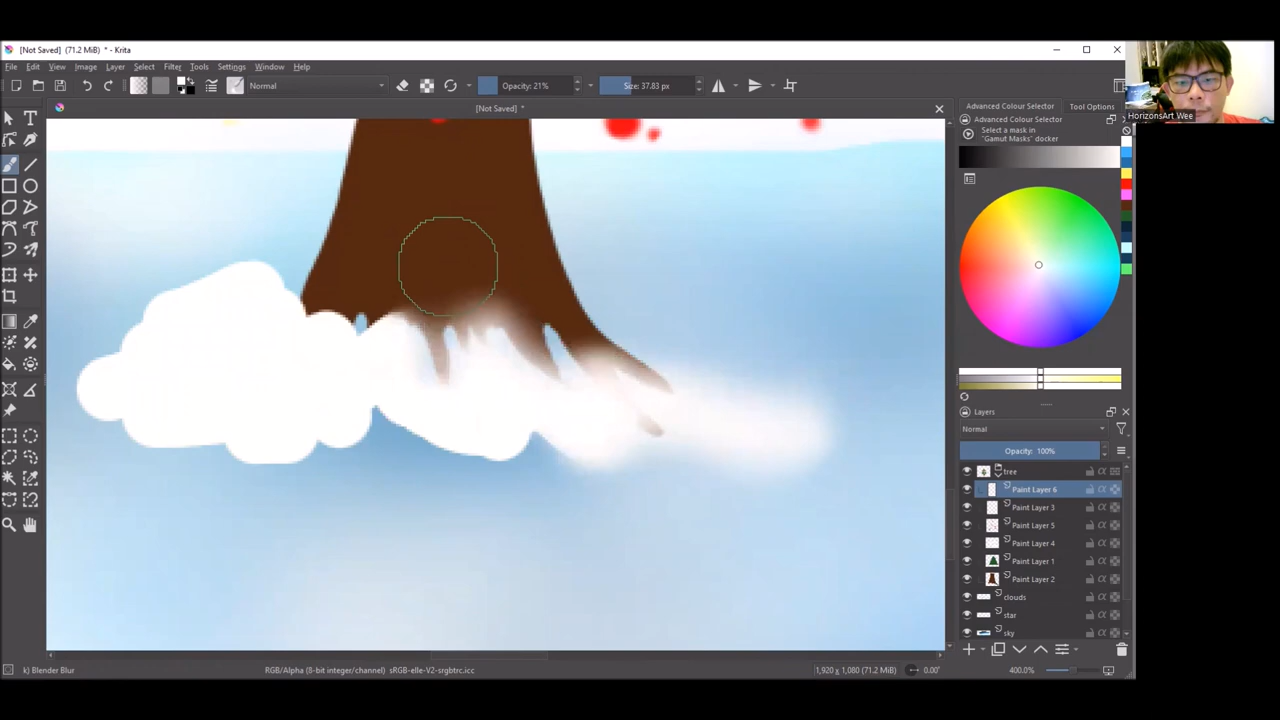 [Not Saved] (71.2 MiB) * - Krita
File Edit View Image Layer Select Filter Tools Settings Window Help
Normal
Opacity: 21%
Size: 37.83 px
[Not Saved] *
HorizonsArt Wee
Advanced Colour Selector
Tool Options
Advanced Colour Selector
Select a mask in
"Gamut Masks" docker
Layers
Normal
Opacity: 100%
tree
Paint Layer 6
Paint Layer 3
Paint Layer 5
Paint Layer 4
Paint Layer 1
Paint Layer 2
clouds
star
sky
k) Blender Blur
RGB/Alpha (8-bit integer/channel) sRGB-elle-V2-srgbtrc.icc
1,920 x 1,080 (71.2 MiB)
0.00°
400.0%